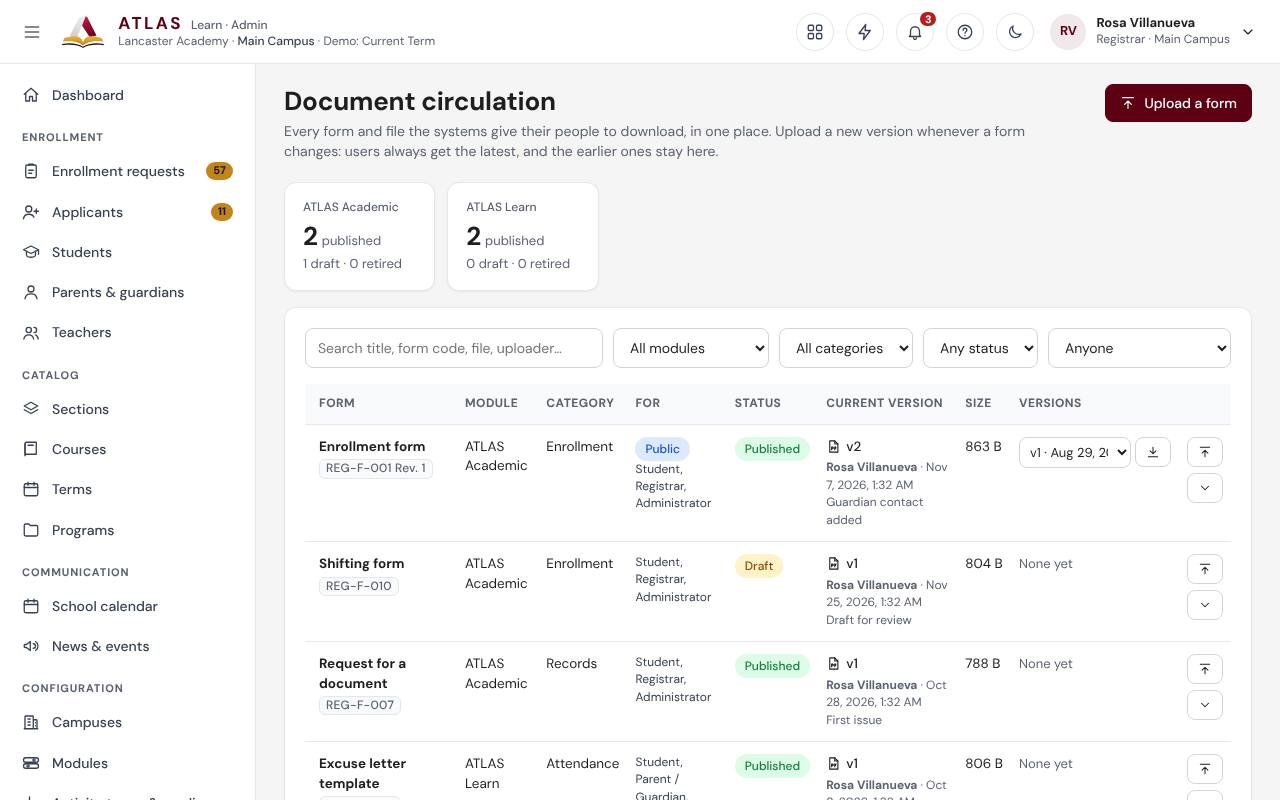 ATLAS Learn · Admin
Lancaster Academy · Main Campus · Demo: Current Term
3
RV
Rosa Villanueva
Registrar · Main Campus
Dashboard
ENROLLMENT
Enrollment requests 57
Applicants 11
Students
Parents & guardians
Teachers
CATALOG
Sections
Courses
Terms
Programs
COMMUNICATION
School calendar
News & events
CONFIGURATION
Campuses
Modules
Document circulation
Upload a form
Every form and file the systems give their people to download, in one place. Upload a new version whenever a form
changes: users always get the latest, and the earlier ones stay here.
ATLAS Academic
2 published
1 draft · 0 retired
ATLAS Learn
2 published
0 draft · 0 retired
Search title, form code, file, uploader…
All modules
All categories
Any status
Anyone
FORM MODULE CATEGORY FOR STATUS CURRENT VERSION SIZE VERSIONS
Enrollment form
REG-F-001 Rev. 1
ATLAS
Academic
Enrollment
Public
Student,
Registrar,
Administrator
Published
v2
Rosa Villanueva · Nov
7, 2026, 1:32 AM
Guardian contact
added
863 B
v1 · Aug 29, 2
Shifting form
REG-F-010
ATLAS
Academic
Enrollment
Student,
Registrar,
Administrator
Draft
v1
Rosa Villanueva · Nov
25, 2026, 1:32 AM
Draft for review
804 B
None yet
Request for a
document
REG-F-007
ATLAS
Academic
Records
Student,
Registrar,
Administrator
Published
v1
Rosa Villanueva · Oct
28, 2026, 1:32 AM
First issue
788 B
None yet
Excuse letter
template
ATLAS
Learn
Attendance
Student,
Parent /
Guardian,
Published
v1
Rosa Villanueva · Oct
806 B
None yet